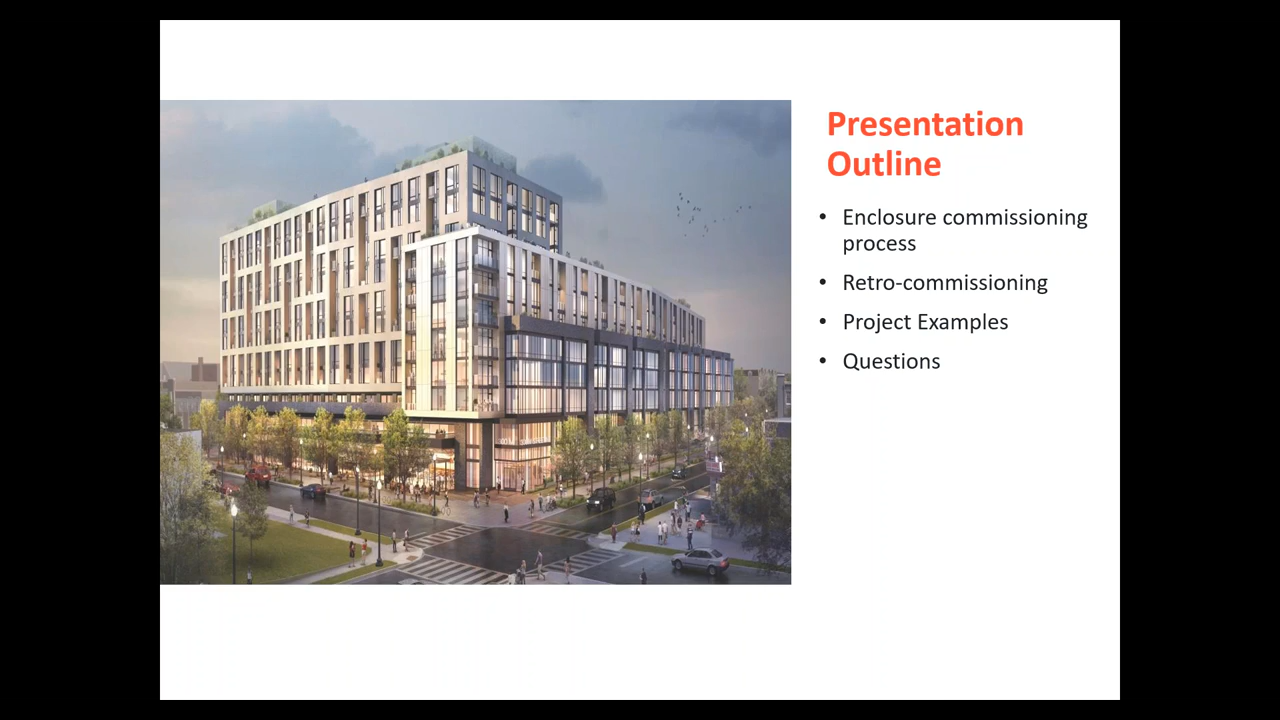 Presentation
Outline
• Enclosure commissioning
process
• Retro-commissioning
• Project Examples
• Questions